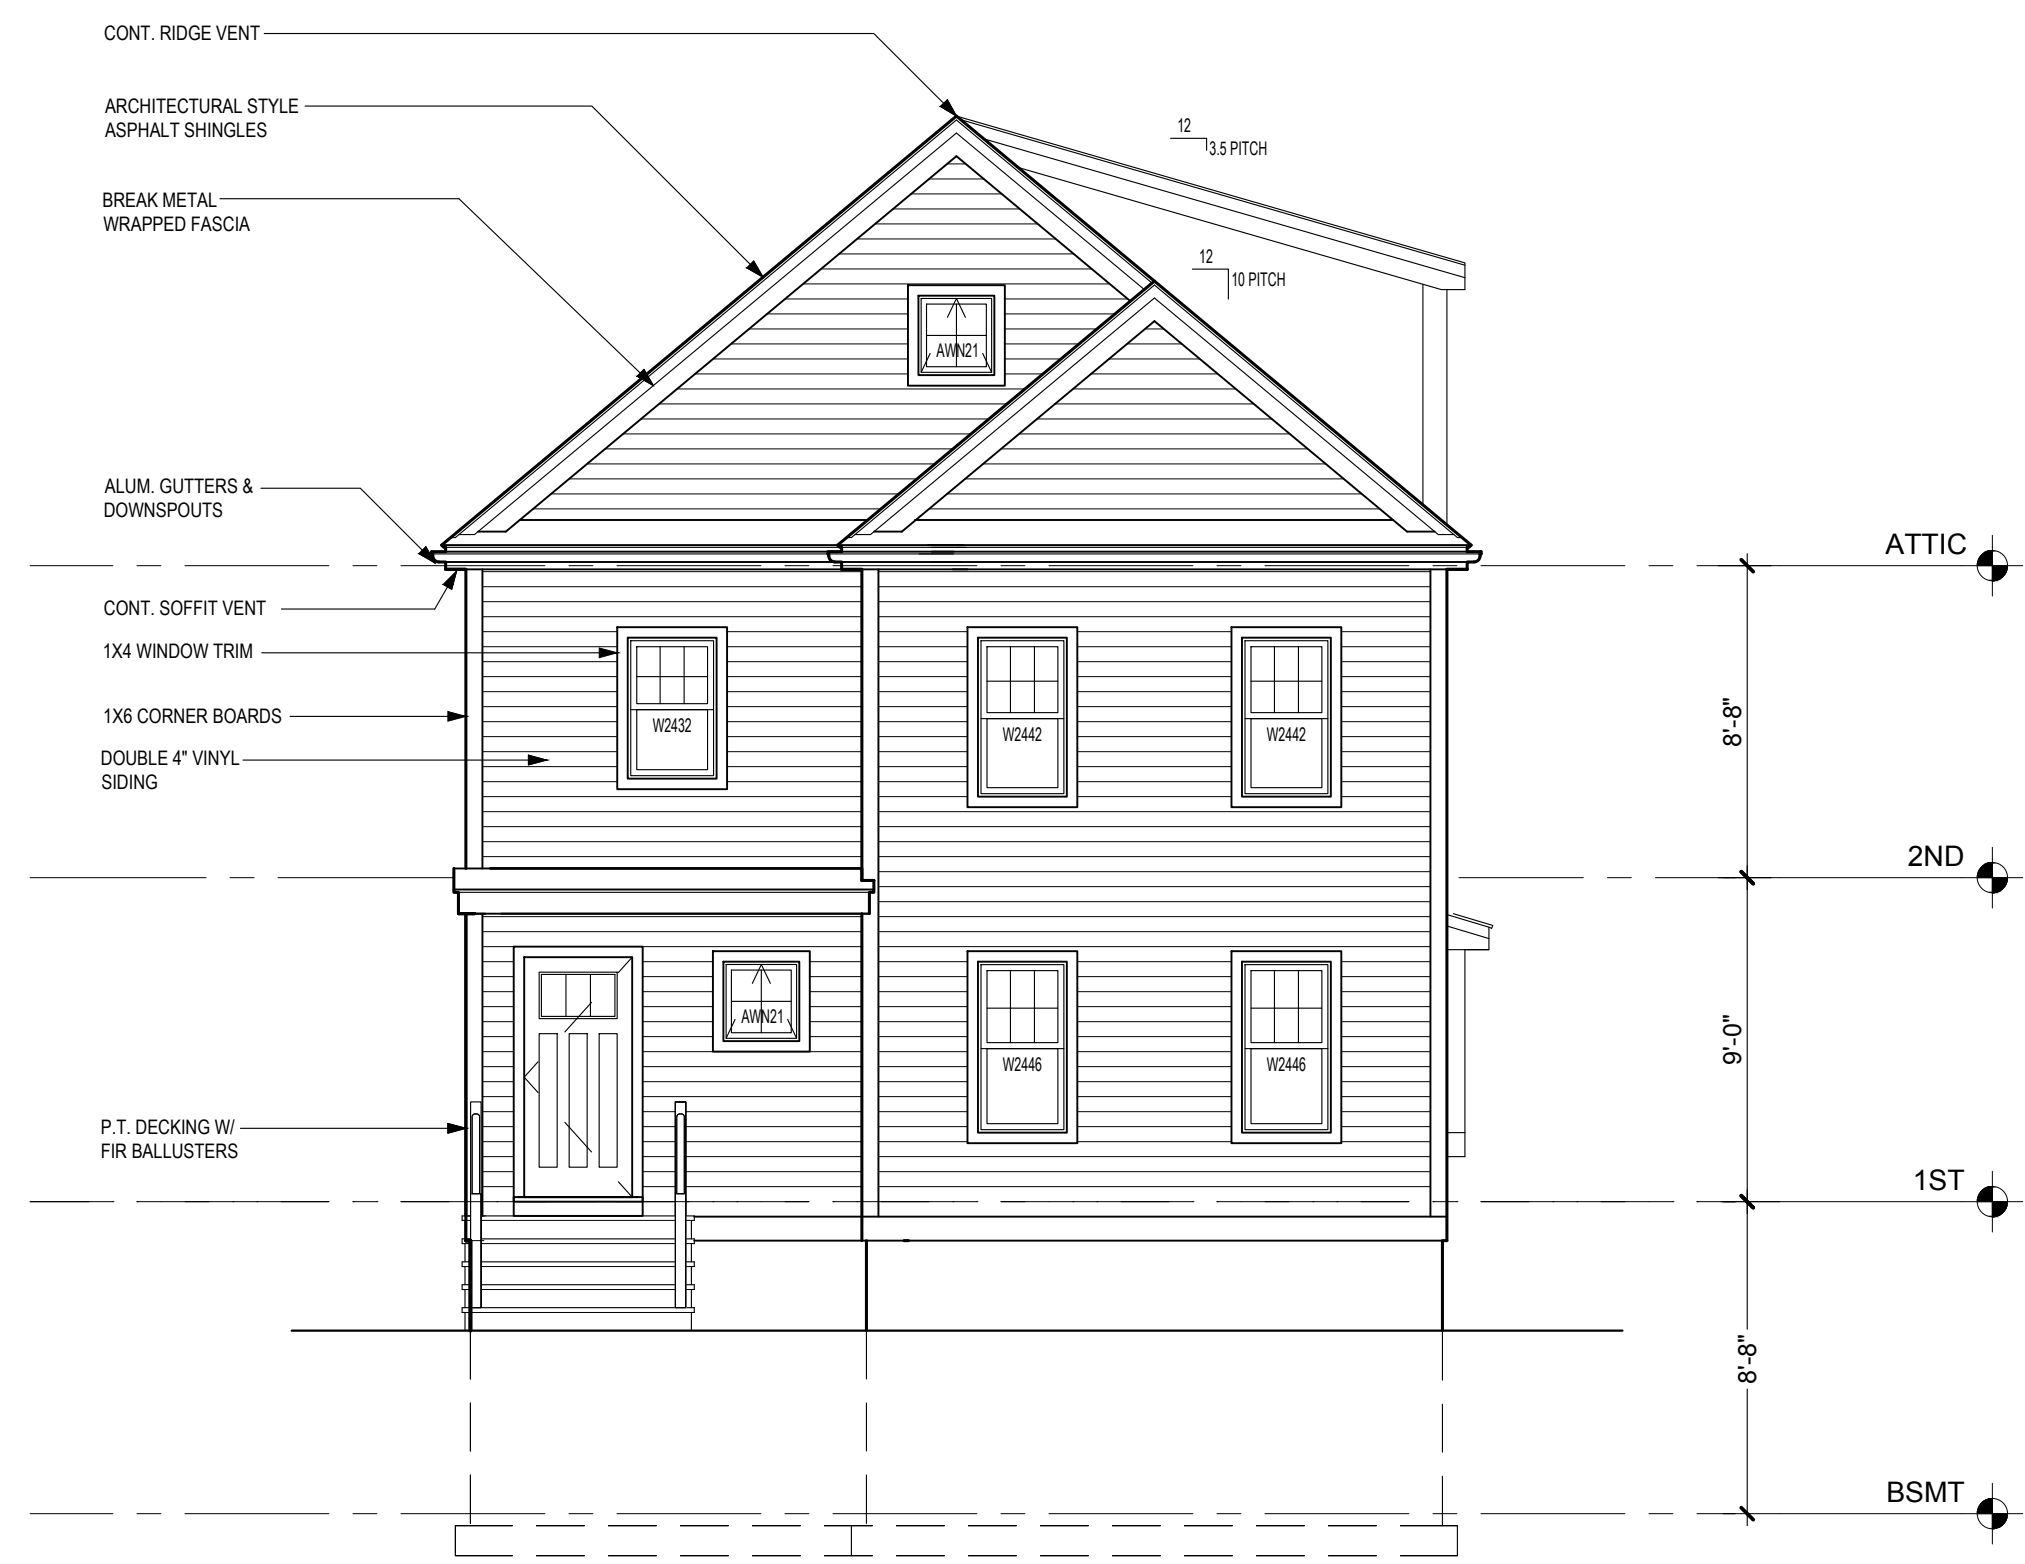 CONT. RIDGE VENT
ARCHITECTURAL STYLE
ASPHALT SHINGLES
12
3.5 PITCH
BREAK METAL
WRAPPED FASCIA
12
10 PITCH
AWN21
ALUM. GUTTERS &
DOWNSPOUTS
ATTIC
CONT. SOFFIT VENT
1X4 WINDOW TRIM
1X6 CORNER BOARDS
W2432
W2442
W2442
8'-8"
DOUBLE 4" VINYL
SIDING
2ND
AWN21
9'-0"
W2446
W2446
P.T. DECKING W/
FIR BALLUSTERS
1ST
8'-8"
BSMT